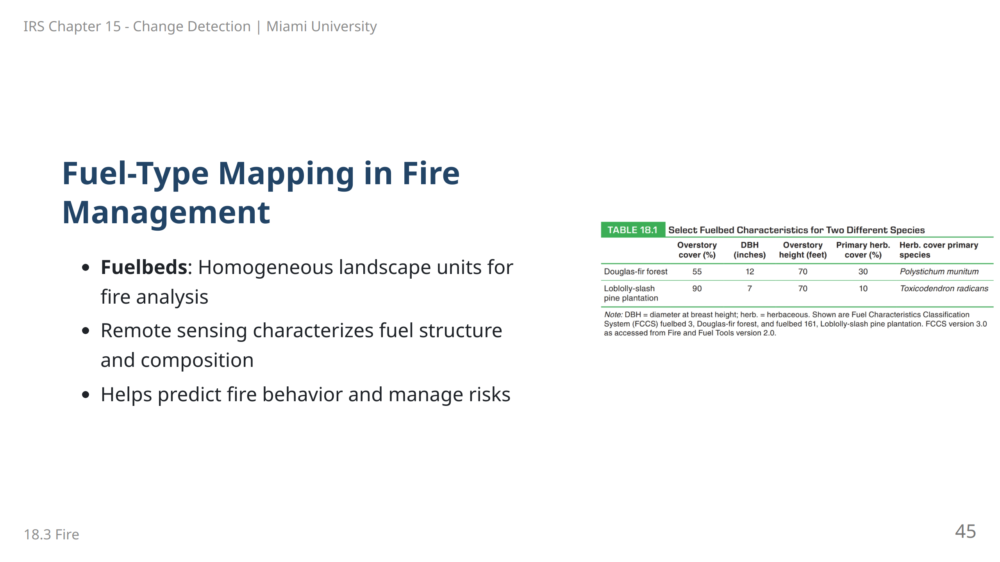 IRS Chapter 15 - Change Detection | Miami University
Fuel-Type Mapping in Fire
Management
• Fuelbeds: Homogeneous landscape units for
fire analysis
• Remote sensing characterizes fuel structure
and composition
• Helps predict fire behavior and manage risks
TABLE 18.1 Select Fuelbed Characteristics for Two Different Species
Overstory cover (%) DBH (inches) Overstory height (feet) Primary herb. cover (%) Herb. cover primary species
Douglas-fir forest 55 12 70 30 Polystichum munitum
Loblolly-slash pine plantation 90 7 70 10 Toxicodendron radicans
Note: DBH = diameter at breast height; herb. = herbaceous. Shown are Fuel Characteristics Classification
System (FCCS) fuelbed 3, Douglas-fir forest, and fuelbed 161, Loblolly-slash pine plantation. FCCS version 3.0
as accessed from Fire and Fuel Tools version 2.0.
18.3 Fire
45